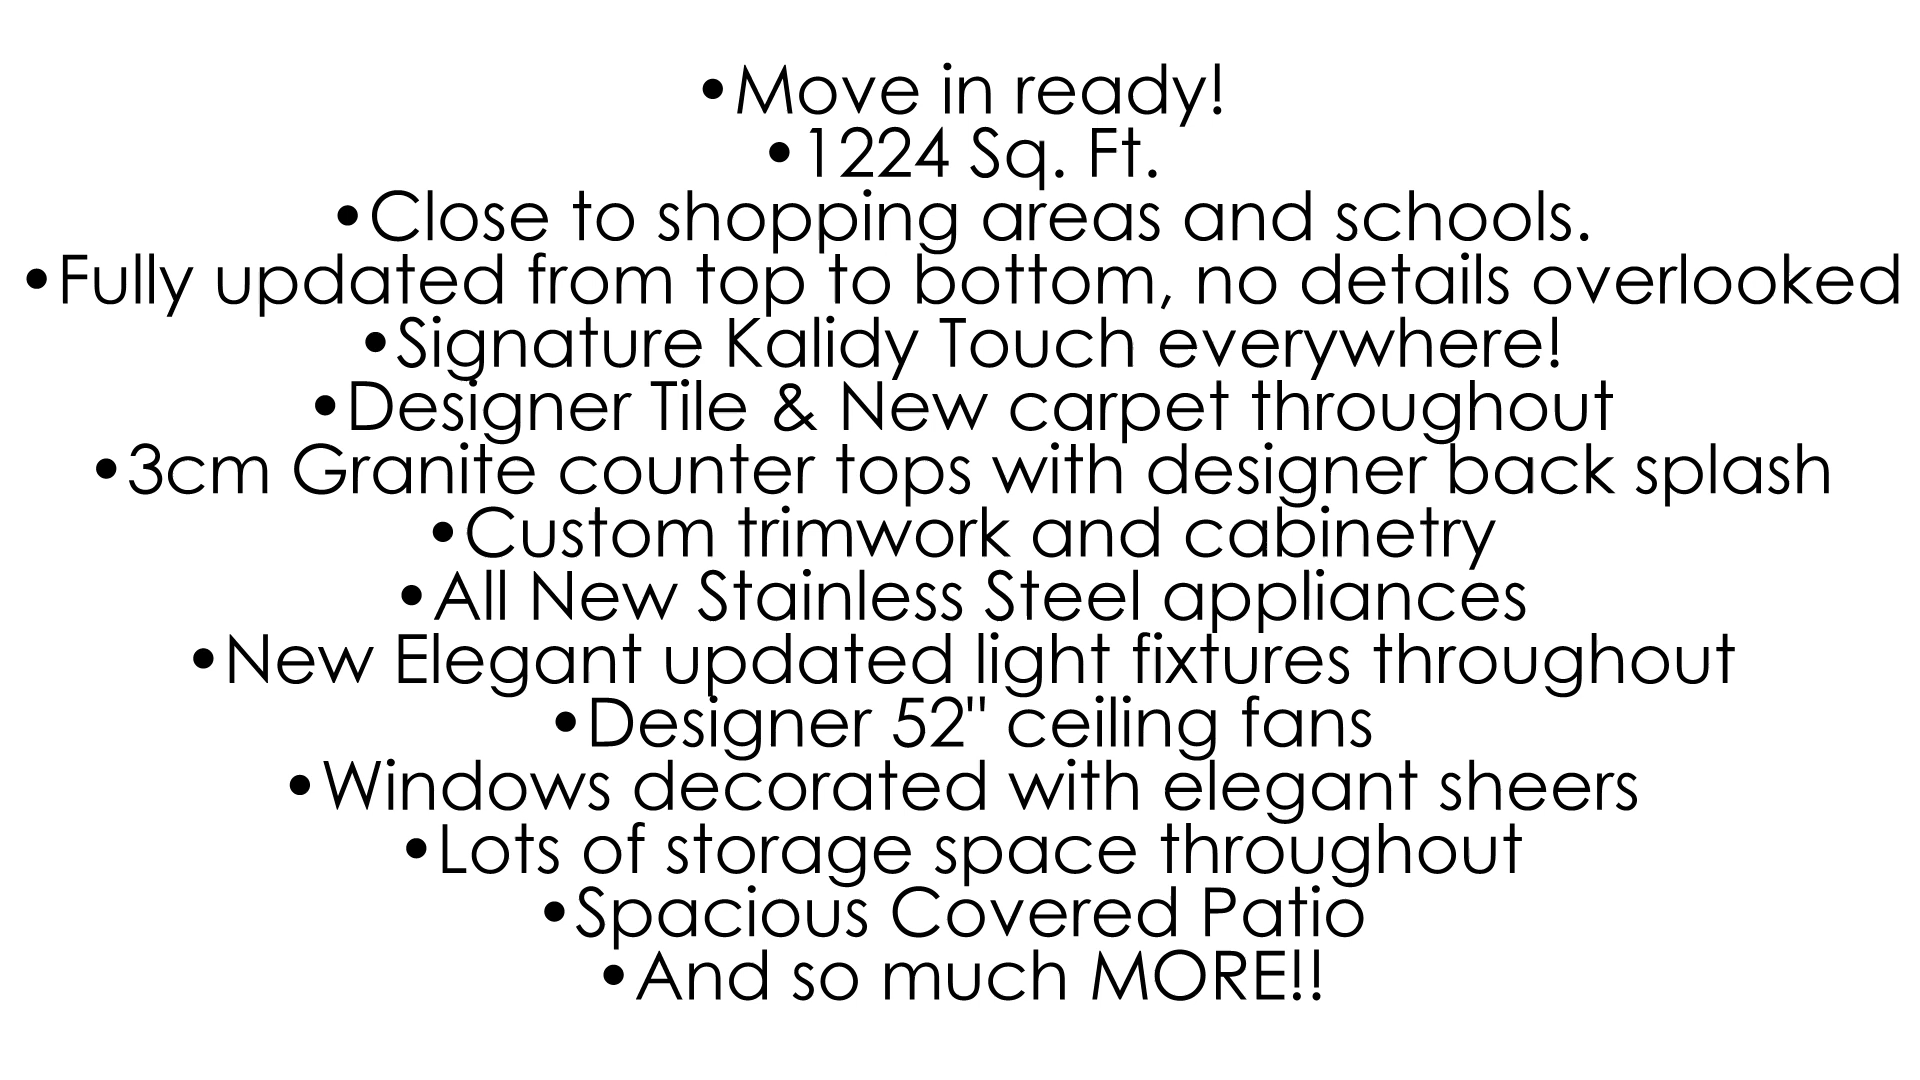 •Move in ready!
•1224 Sq. Ft.
•Close to shopping areas and schools.
•Fully updated from top to bottom, no details overlooked
•Signature Kalidy Touch everywhere!
•Designer Tile & New carpet throughout
•3cm Granite counter tops with designer back splash
•Custom trimwork and cabinetry
•All New Stainless Steel appliances
•New Elegant updated light fixtures throughout
•Designer 52" ceiling fans
•Windows decorated with elegant sheers
•Lots of storage space throughout
•Spacious Covered Patio
•And so much MORE!!